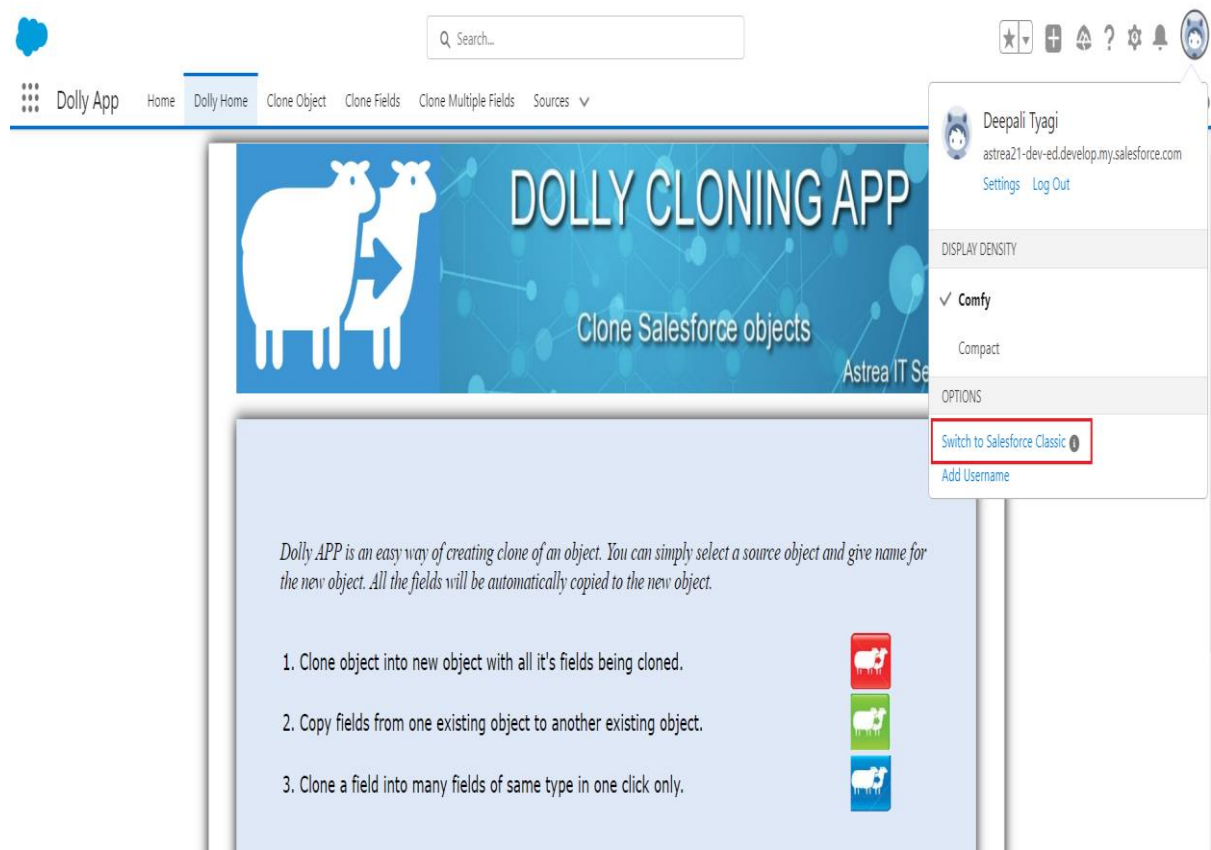 Search...
Dolly App Home Dolly Home Clone Object Clone Fields Clone Multiple Fields Sources
Deepali Tyagi
astrea21-dev-ed.develop.my.salesforce.com
Settings Log Out
DISPLAY DENSITY
Comfy
Compact
OPTIONS
Switch to Salesforce Classic
Add Username
DOLLY CLONING APP
Clone Salesforce objects
Astrea IT Se
Dolly APP is an easy way of creating clone of an object. You can simply select a source object and give name for
the new object. All the fields will be automatically copied to the new object.
1. Clone object into new object with all it's fields being cloned.
2. Copy fields from one existing object to another existing object.
3. Clone a field into many fields of same type in one click only.